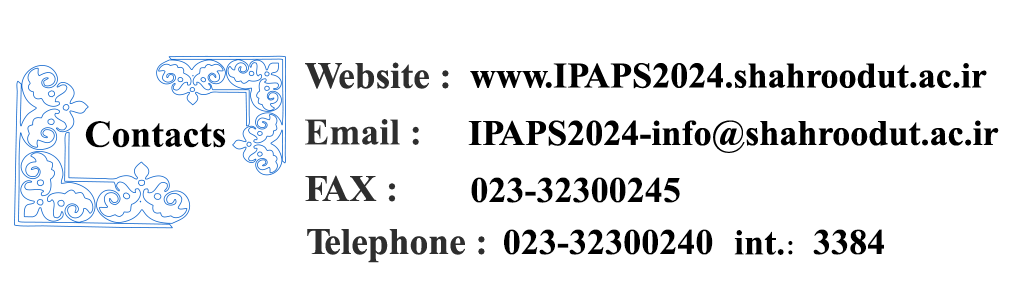 Contacts
Website : www.IPAPS2024.shahroodut.ac.ir
Email : IPAPS2024-info@shahroodut.ac.ir
FAX : 023-32300245
Telephone : 023-32300240 int.: 3384